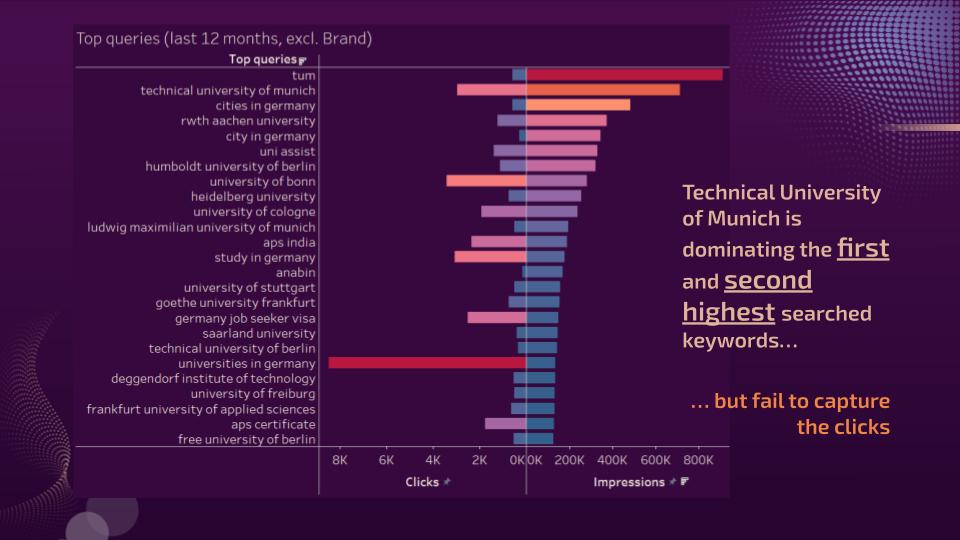 Top queries (last 12 months, excl. Brand)
Top queries
tum
technical university of munich
cities in germany
rwth aachen university
city in germany
uni assist
humboldt university of berlin
university of bonn
heidelberg university
university of cologne
ludwig maximilian university of munich
aps india
study in germany
anabin
university of stuttgart
goethe university frankfurt
germany job seeker visa
saarland university
technical university of berlin
universities in germany
deggendorf institute of technology
university of freiburg
frankfurt university of applied sciences
aps certificate
free university of berlin
8K 6K 4K 2K 0K 0K 200K 400K 600K 800K
Clicks Impressions
Technical University
of Munich is
dominating the first
and second
highest searched
keywords...
... but fail to capture
the clicks